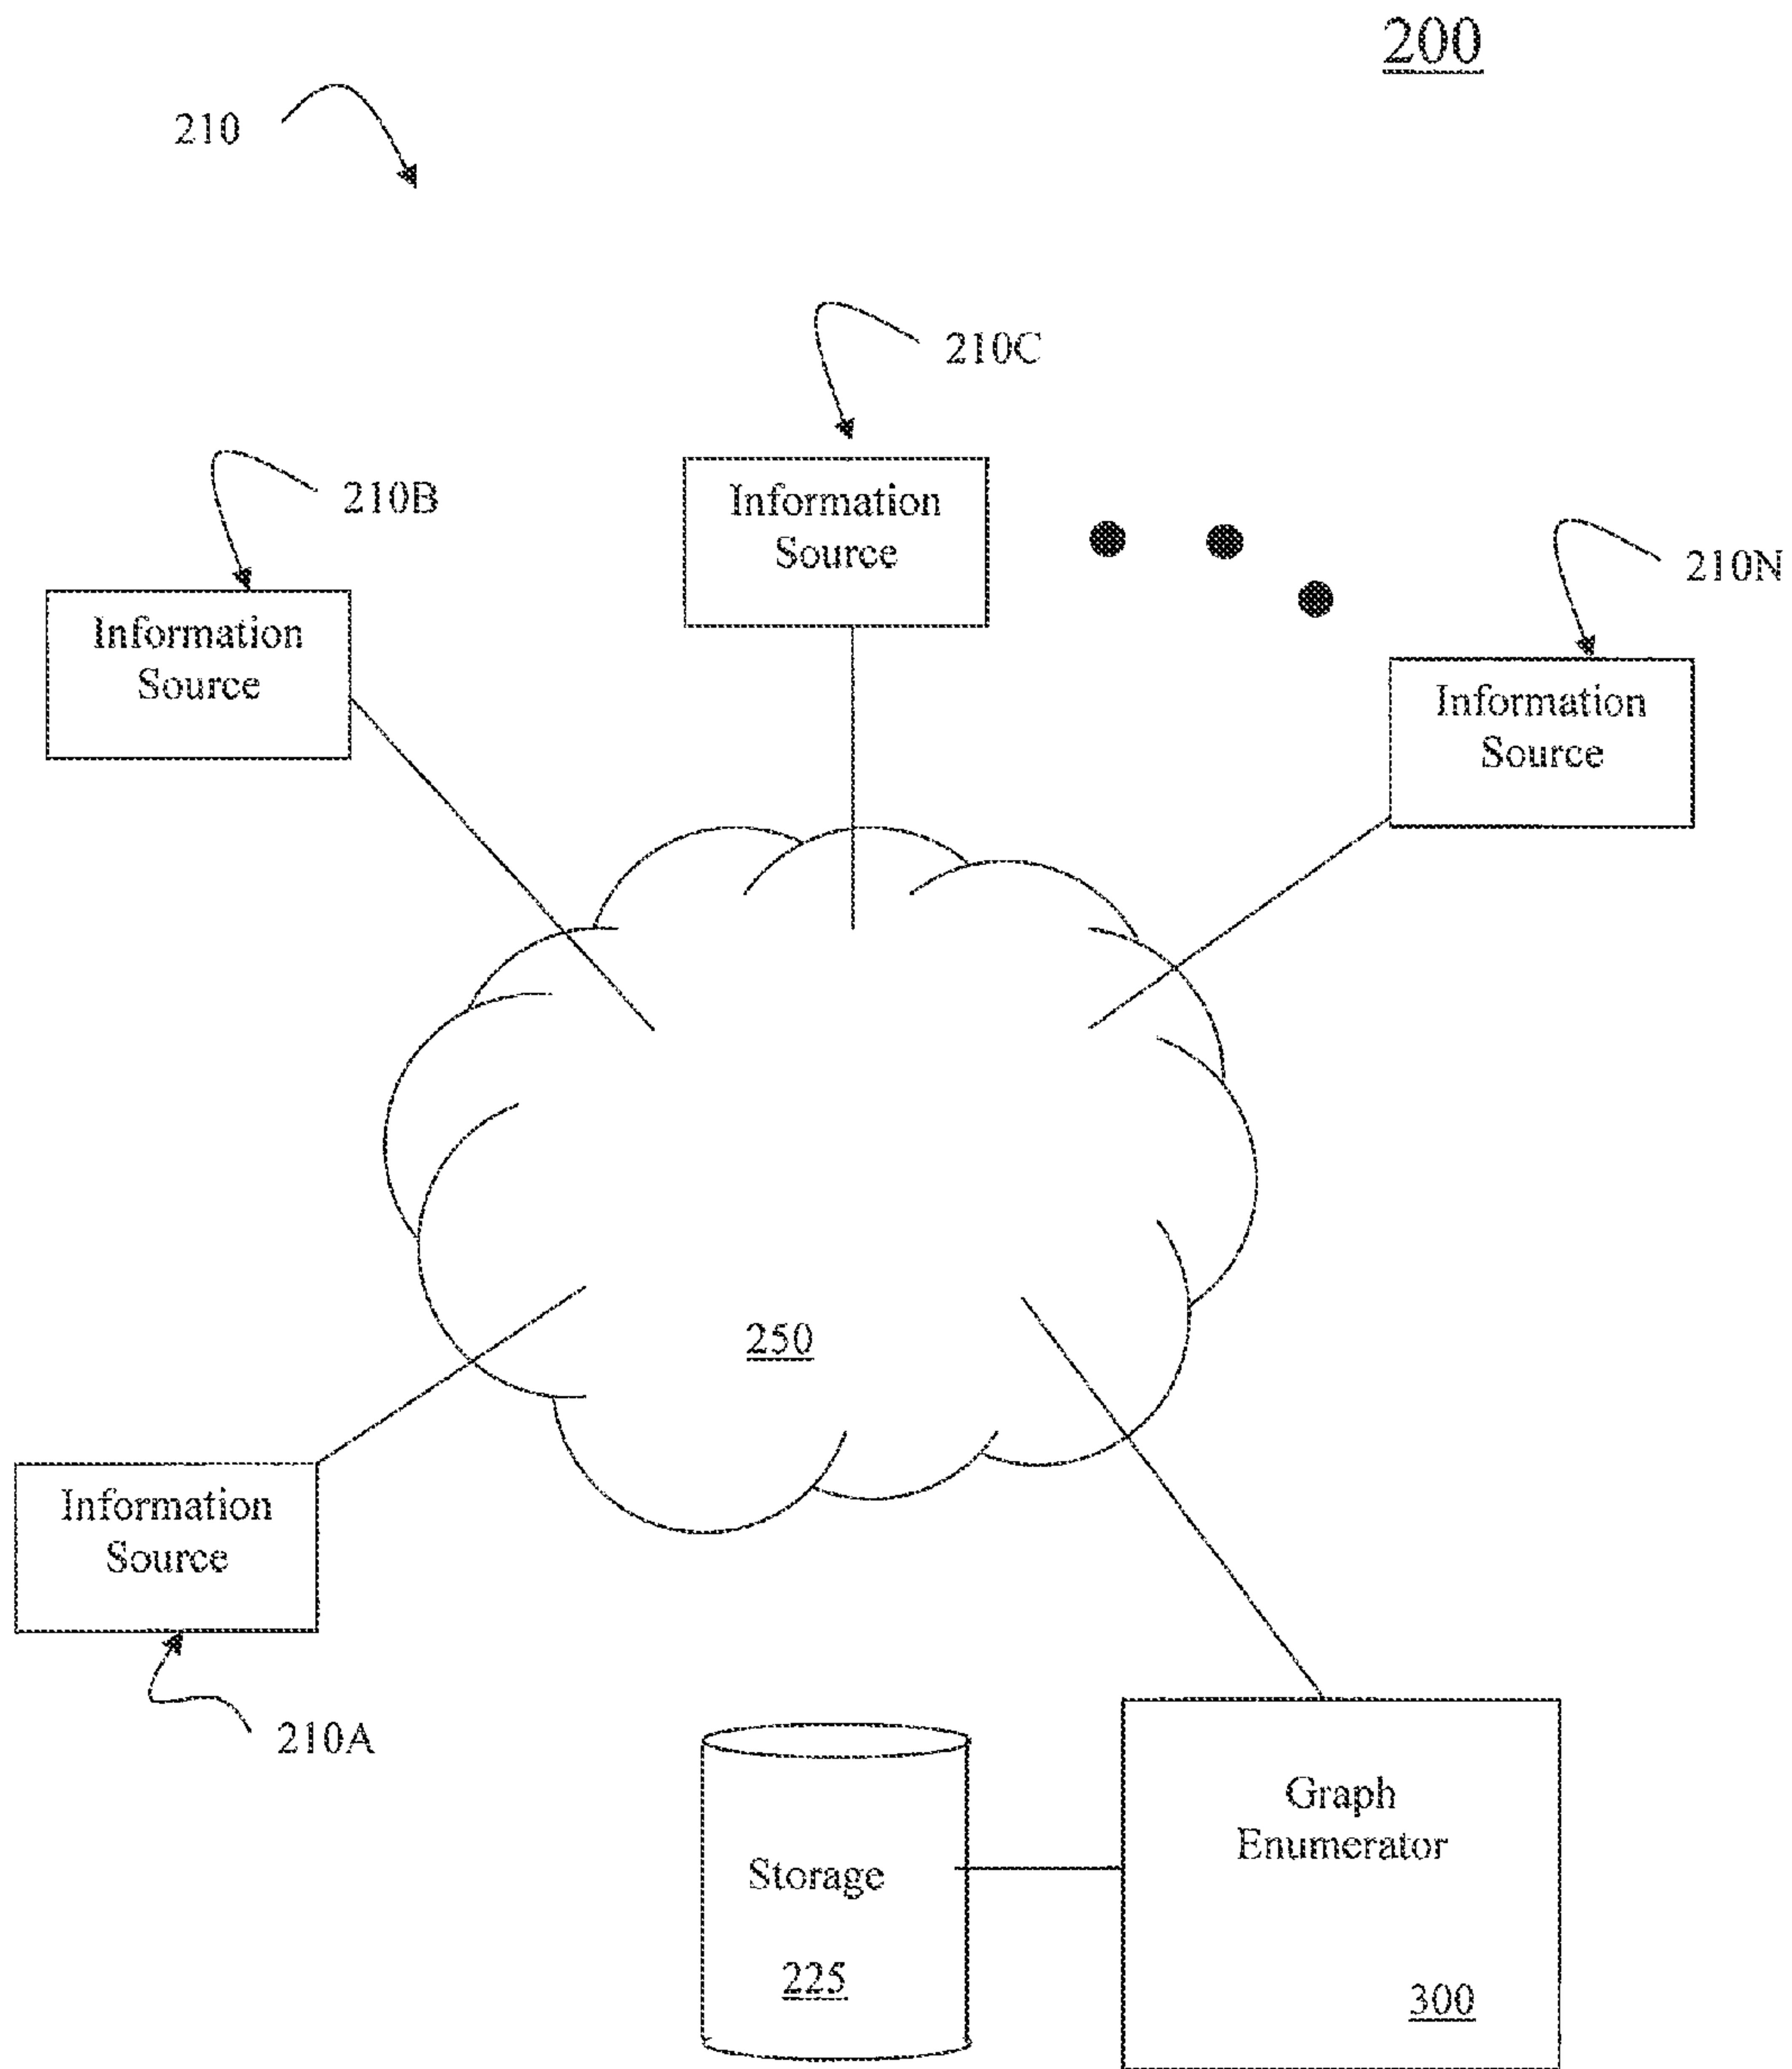 200
210
210C
210B
Information
Source
210N
Information
Source
Information
Source
250
Information
Source
210A
Graph
Enumerator
Storage
225
300